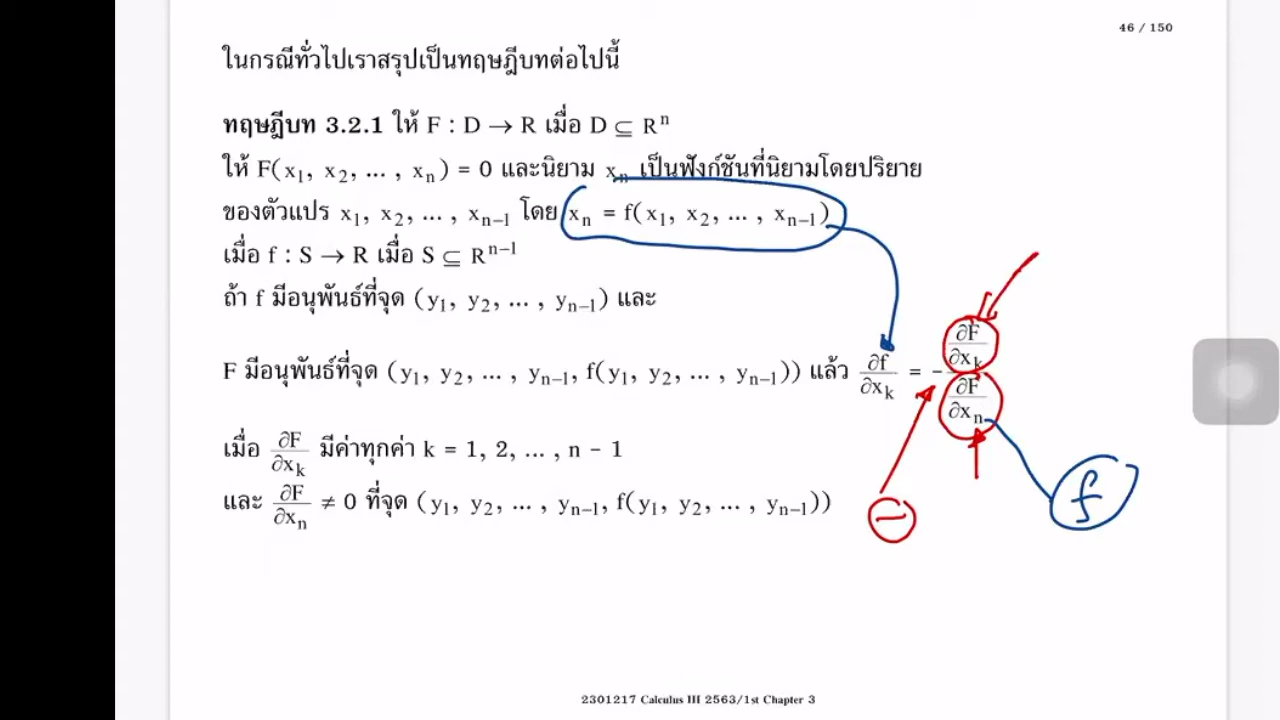 46 / 150
ในกรณีทั่วไปเราสรุปเป็นทฤษฎีบทต่อไปนี้
ทฤษฎีบท 3.2.1 ให้ F : D → R เมื่อ D ⊆ Rⁿ
ให้ F(x₁, x₂, ... , xₙ) = 0 และนิยาม xₙ เป็นฟังก์ชันที่นิยามโดยปริยาย
ของตัวแปร x₁, x₂, ... , xₙ₋₁ โดย xₙ = f(x₁, x₂, ... , xₙ₋₁)
เมื่อ f : S → R เมื่อ S ⊆ Rⁿ⁻¹
ถ้า f มีอนุพันธ์ที่จุด (y₁, y₂, ... , yₙ₋₁) และ
F มีอนุพันธ์ที่จุด (y₁, y₂, ... , yₙ₋₁, f(y₁, y₂, ... , yₙ₋₁)) แล้ว ∂f/∂xₖ = - (∂F/∂xₖ)/(∂F/∂xₙ)
เมื่อ ∂F/∂xₖ มีค่าทุกค่า k = 1, 2, ... , n - 1
และ ∂F/∂xₙ ≠ 0 ที่จุด (y₁, y₂, ... , yₙ₋₁, f(y₁, y₂, ... , yₙ₋₁))
− f
2301217 Calculus III 2563/1st Chapter 3